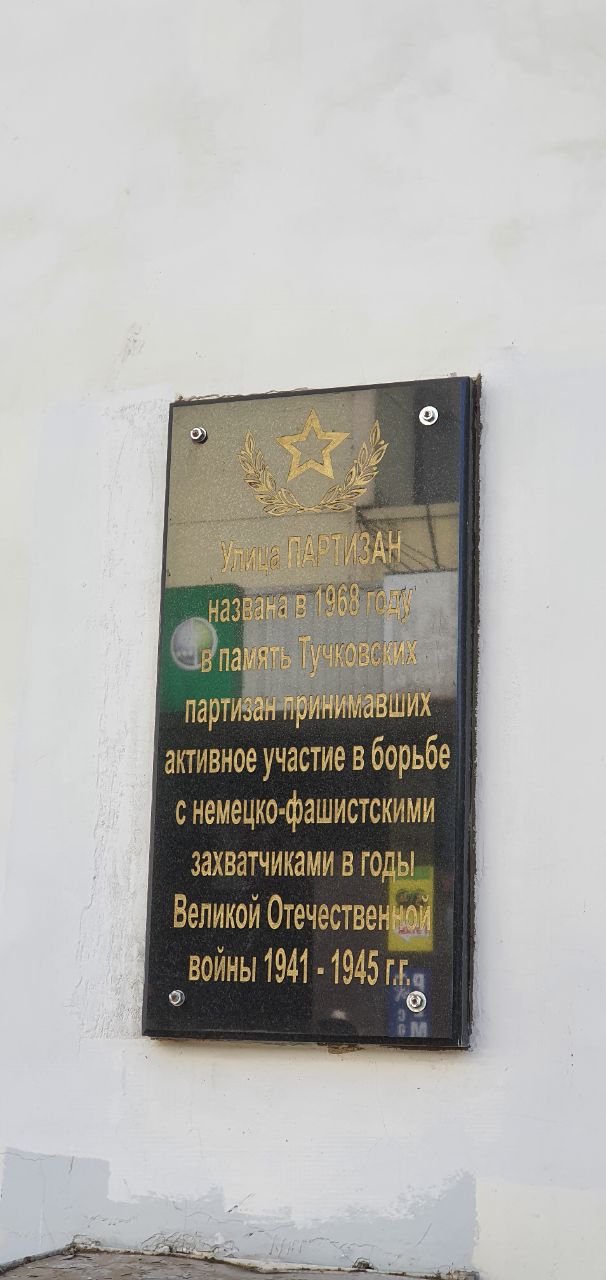 Улица ПАРТИЗАН
названа в 1968 году
в память Тучковских
партизан принимавших
активное участие в борьбе
с немецко-фашистскими
захватчиками в годы
Великой Отечественной
войны 1941 - 1945 г.г.